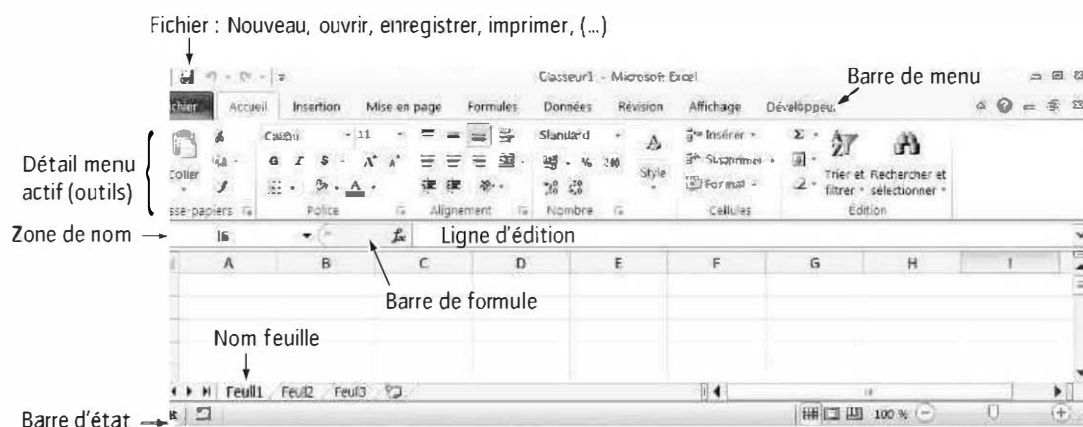 Fichier : Nouveau, ouvrir, enregistrer, imprimer, (...)
Classeur1 - Microsoft Excel
Barre de menu
Accueil Insertion Mise en page Formules Données Révision Affichage Développeur
Détail menu
actif (outils)
Coller
Calibri 11
G I S
A A A
Standard
% 000
Style
Insérer
Supprimer
Format
Σ
Trier et
filtrer
Rechercher et
sélectionner
Police Alignement Nombre Cellules Édition
Zone de nom
I6
fx
Ligne d'édition
A B C D E F G H I
Barre de formule
Nom feuille
Feuil1 Feuil2 Feuil3
Barre d'état
100 %